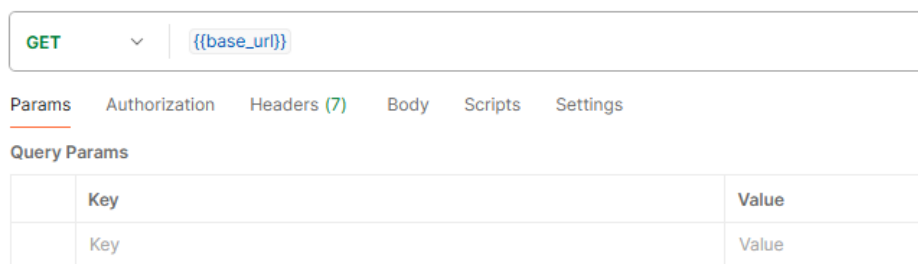 GET {{base_url}}
Params Authorization Headers (7) Body Scripts Settings
Query Params
Key Value
Key Value